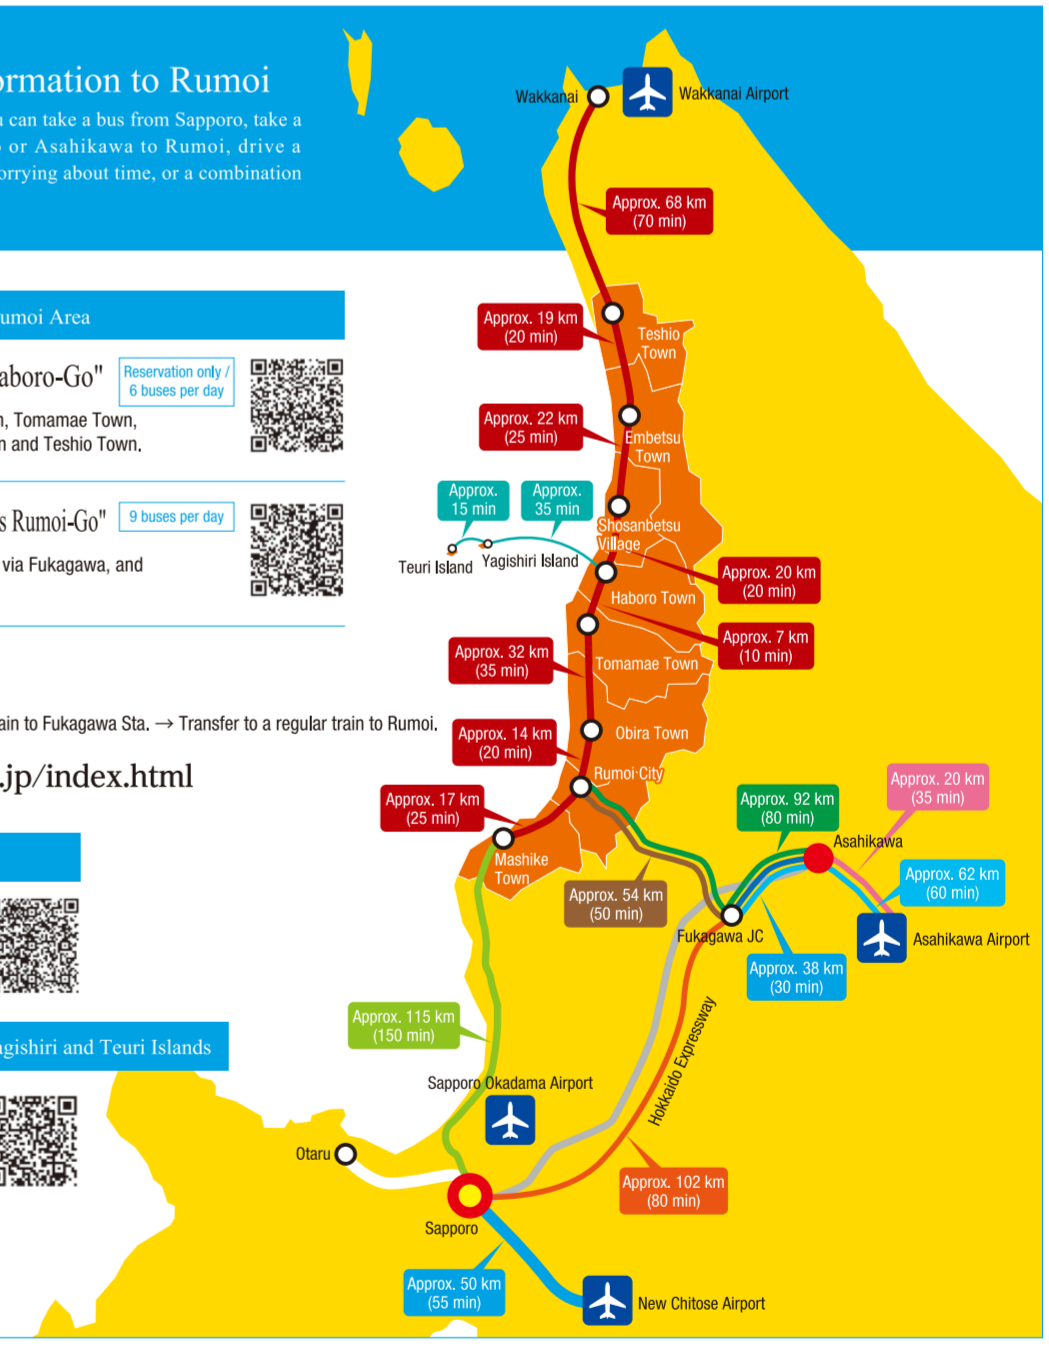 ormation to Rumoi
u can take a bus from Sapporo, take a
o or Asahikawa to Rumoi, drive a
orrying about time, or a combination
umoi Area
aboro-Go"
Reservation only /
6 buses per day
n, Tomamae Town,
n and Teshio Town.
s Rumoi-Go"
9 buses per day
via Fukagawa, and
ain to Fukagawa Sta. → Transfer to a regular train to Rumoi.
.jp/index.html
agishiri and Teuri Islands
Wakkanai
Wakkanai Airport
Approx. 68 km
(70 min)
Approx. 19 km
(20 min)
Teshio
Town
Approx. 22 km
(25 min)
Embetsu
Town
Approx.
15 min
Approx.
35 min
Shosanbetsu
Village
Teuri Island
Yagishiri Island
Approx. 20 km
(20 min)
Haboro Town
Approx. 7 km
(10 min)
Approx. 32 km
(35 min)
Tomamae Town
Approx. 14 km
(20 min)
Obira Town
Rumoi City
Approx. 17 km
(25 min)
Approx. 92 km
(80 min)
Approx. 20 km
(35 min)
Asahikawa
Mashike
Town
Approx. 54 km
(50 min)
Approx. 62 km
(60 min)
Fukagawa JC
Asahikawa Airport
Approx. 38 km
(30 min)
Approx. 115 km
(150 min)
Hokkaido Expressway
Sapporo Okadama Airport
Otaru
Approx. 102 km
(80 min)
Sapporo
Approx. 50 km
(55 min)
New Chitose Airport